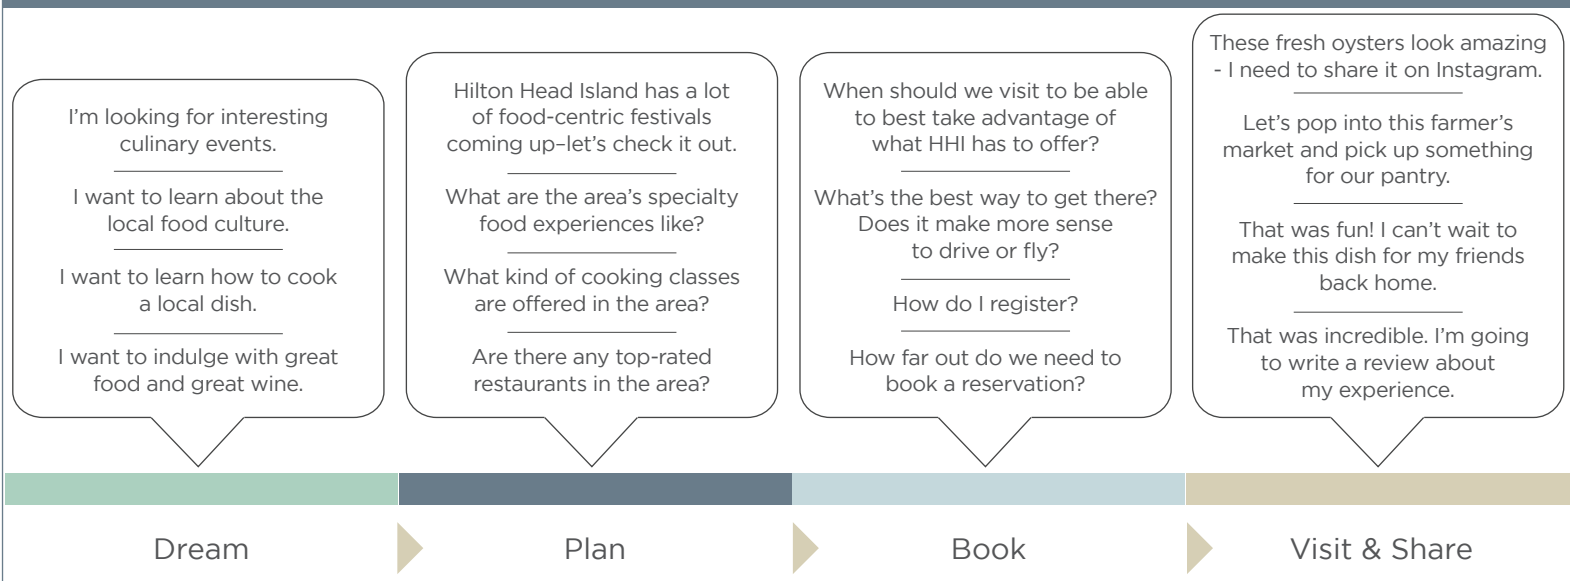 I’m looking for interesting
culinary events.
I want to learn about the
local food culture.
I want to learn how to cook
a local dish.
I want to indulge with great
food and great wine.
Hilton Head Island has a lot
of food-centric festivals
coming up–let’s check it out.
What are the area’s specialty
food experiences like?
What kind of cooking classes
are offered in the area?
Are there any top-rated
restaurants in the area?
When should we visit to be able
to best take advantage of
what HHI has to offer?
What’s the best way to get there?
Does it make more sense
to drive or fly?
How do I register?
How far out do we need to
book a reservation?
These fresh oysters look amazing
- I need to share it on Instagram.
Let’s pop into this farmer’s
market and pick up something
for our pantry.
That was fun! I can’t wait to
make this dish for my friends
back home.
That was incredible. I’m going
to write a review about
my experience.
Dream
Plan
Book
Visit & Share